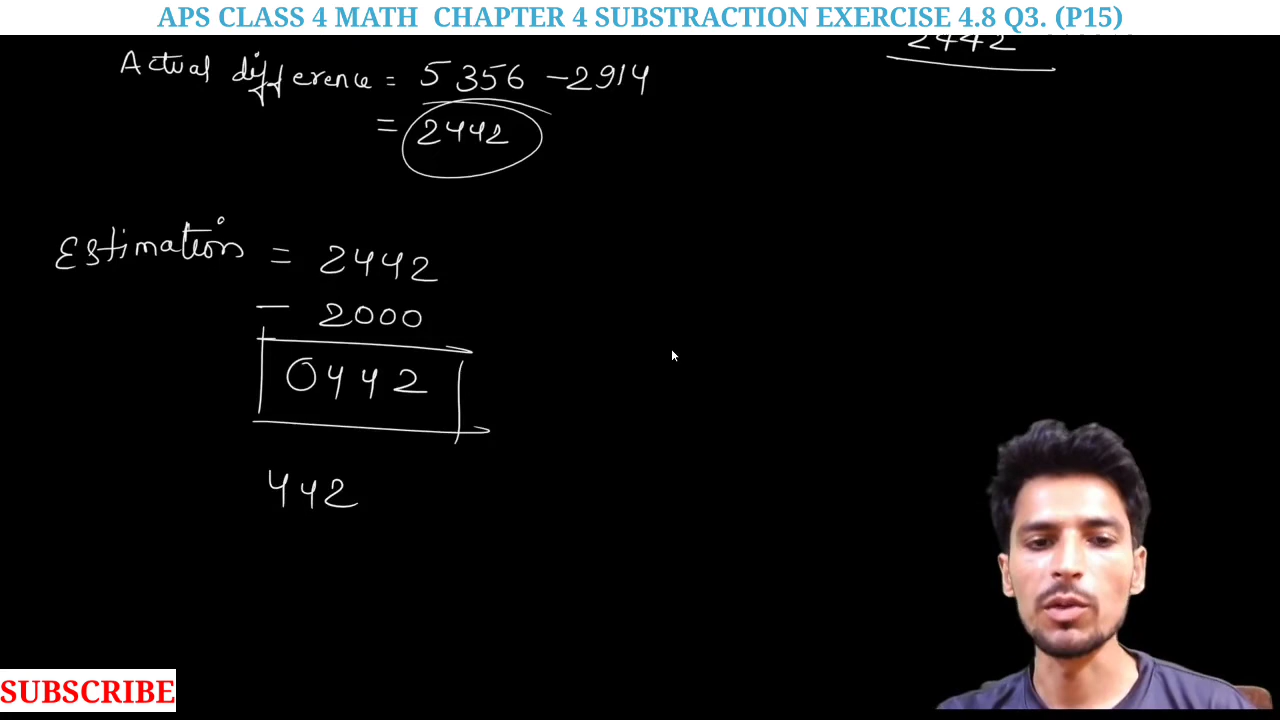 APS CLASS 4 MATH CHAPTER 4 SUBSTRACTION EXERCISE 4.8 Q3. (P15)
2442
Actual difference = 5356 - 2914
= 2442
Estimation = 2442
- 2000
0442
442
SUBSCRIBE